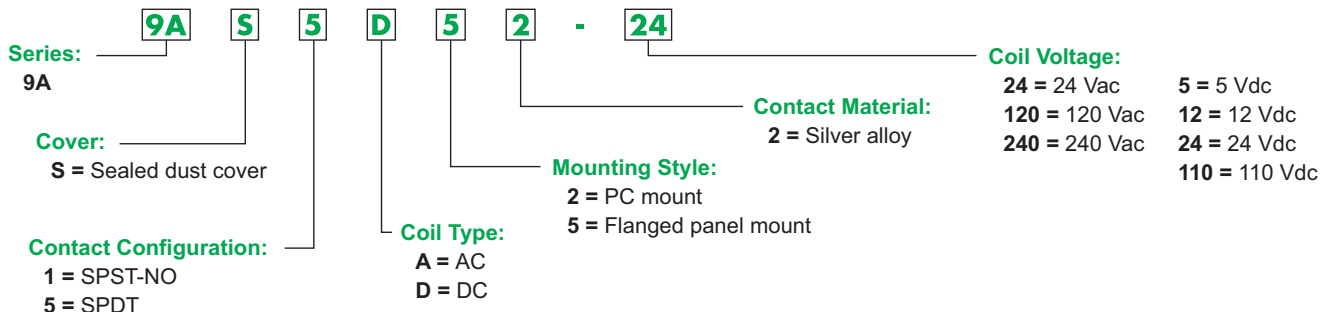 9A S 5 D 5 2 - 24
Series:
9A
Cover:
S = Sealed dust cover
Contact Configuration:
1 = SPST-NO
5 = SPDT
Coil Type:
A = AC
D = DC
Mounting Style:
2 = PC mount
5 = Flanged panel mount
Contact Material:
2 = Silver alloy
Coil Voltage:
24 = 24 Vac 5 = 5 Vdc
120 = 120 Vac 12 = 12 Vdc
240 = 240 Vac 24 = 24 Vdc
110 = 110 Vdc